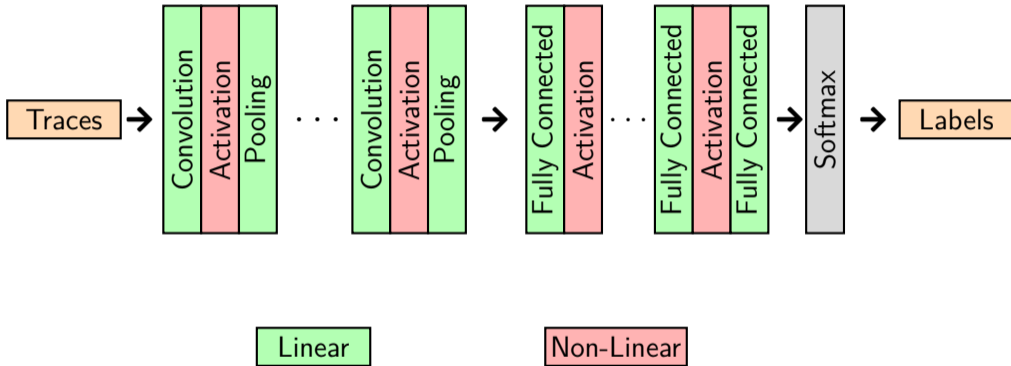 Traces
Convolution
Activation
Pooling
· · ·
Convolution
Activation
Pooling
Fully Connected
Activation
· · ·
Fully Connected
Activation
Fully Connected
Softmax
Labels
Linear
Non-Linear